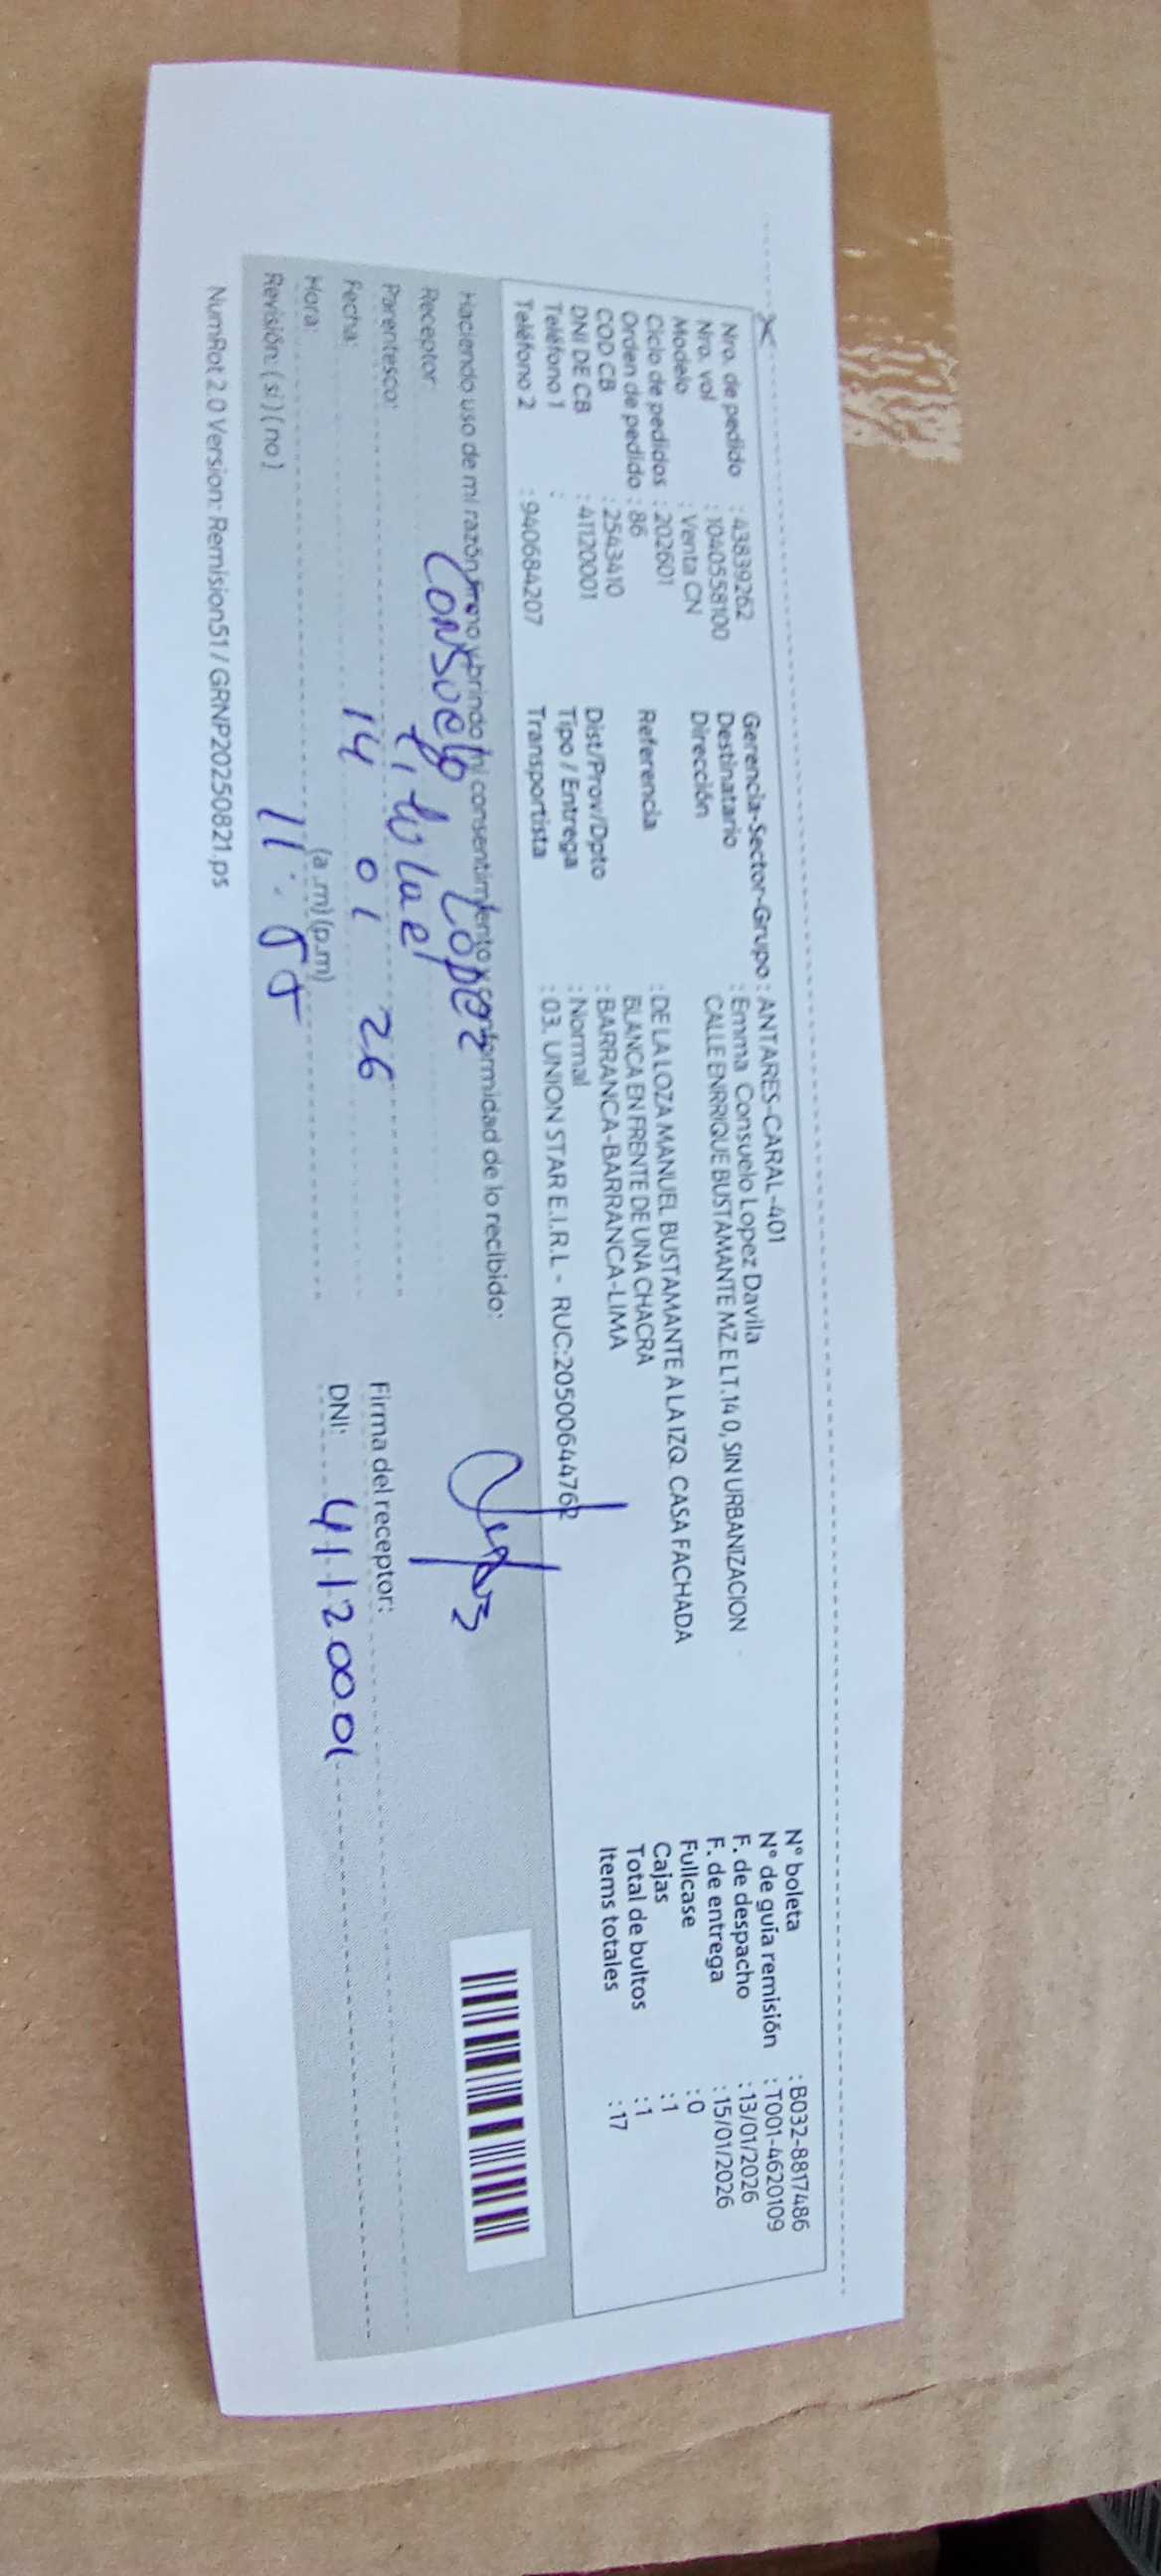 Nro. de pedido : 43839262
Nro. vol : 1040558100
Modelo : Venta CN
Ciclo de pedidos : 202601
Orden de pedido : 86
COD CB : 2543410
DNI DE CB : 41120001
Teléfono 1 :
Teléfono 2 : 940684207
Gerencia-Sector-Grupo : ANTARES-CARAL-401
Destinatario : Emma Consuelo Lopez Davila
Dirección CALLE ENRRIQUE BUSTAMANTE MZ.E LT.14 0, SIN URBANIZACION
Referencia : DE LA LOZA MANUEL BUSTAMANTE A LA IZQ. CASA FACHADA
BLANCA EN FRENTE DE UNA CHACRA
Dist/Prov/Dpto : BARRANCA-BARRANCA-LIMA
Tipo / Entrega : Normal
Transportista : 03. UNION STAR E.I.R.L - RUC:20500644762
N° boleta : B032-8817486
N° de guía remisión : T001-4620109
F. de despacho : 13/01/2026
F. de entrega : 15/01/2026
Fullcase : 0
Cajas : 1
Total de bultos : 1
Items totales : 17
Haciendo uso de mi razón firmo y brindo mi consentimiento y conformidad de lo recibido:
Receptor: Consuelo Lopez
Parentesco: titular
Fecha: 14 01 26
Hora: (a.m) (p.m)
Revisión: (si) (no) 11:55
Firma del receptor:
DNI: 41120001
NumRot 2.0 Version: Remision51 / GRNP20250821.ps